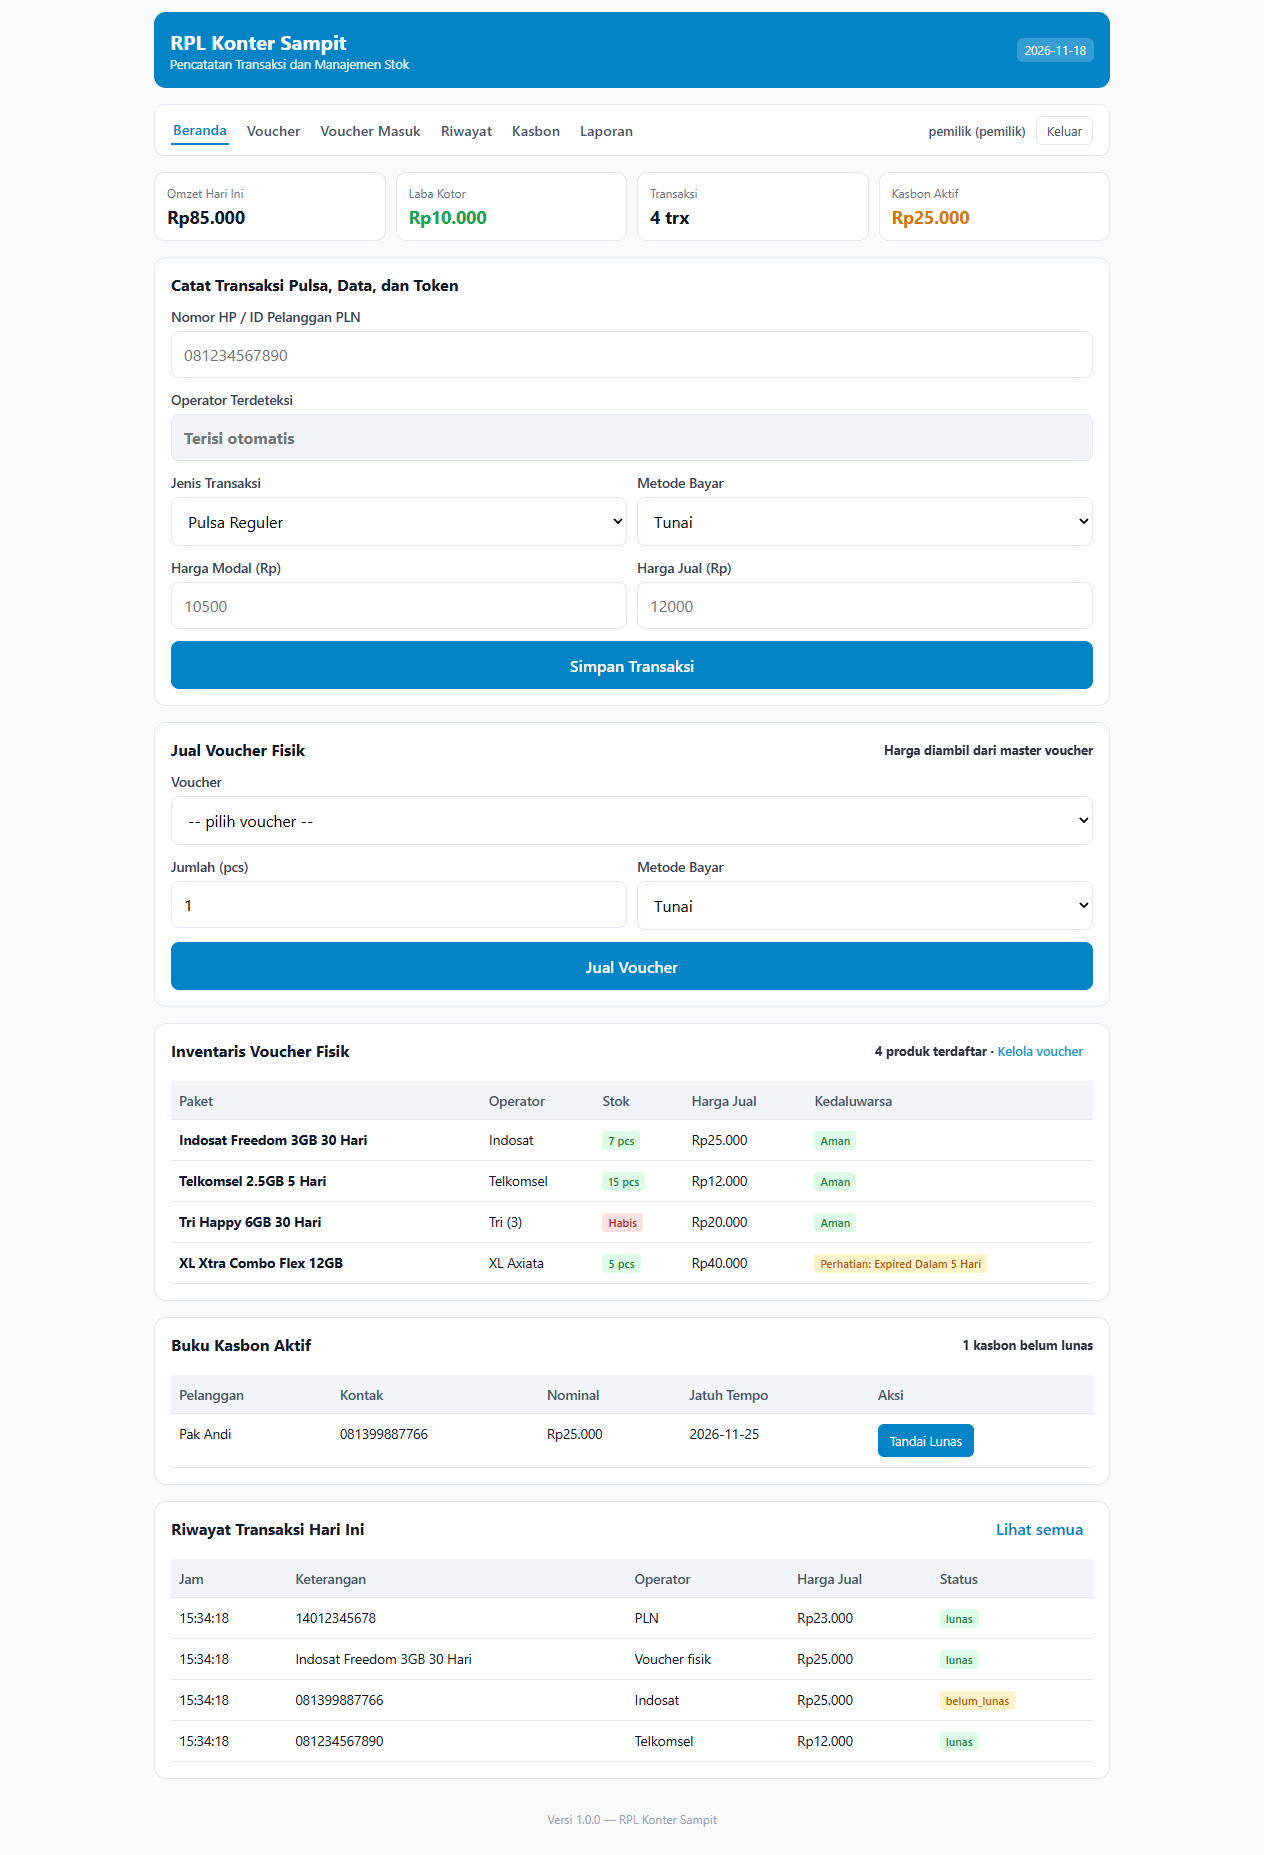 RPL Konter Sampit
Pencatatan Transaksi dan Manajemen Stok
2026-11-18
Beranda Voucher Voucher Masuk Riwayat Kasbon Laporan pemilik (pemilik) Keluar
Omzet Hari Ini
Rp85.000
Laba Kotor
Rp10.000
Transaksi
4 trx
Kasbon Aktif
Rp25.000
Catat Transaksi Pulsa, Data, dan Token
Nomor HP / ID Pelanggan PLN
081234567890
Operator Terdeteksi
Terisi otomatis
Jenis Transaksi Metode Bayar
Pulsa Reguler Tunai
Harga Modal (Rp) Harga Jual (Rp)
10500 12000
Simpan Transaksi
Jual Voucher Fisik Harga diambil dari master voucher
Voucher
-- pilih voucher --
Jumlah (pcs) Metode Bayar
1 Tunai
Jual Voucher
Inventaris Voucher Fisik 4 produk terdaftar · Kelola voucher
Paket Operator Stok Harga Jual Kedaluwarsa
Indosat Freedom 3GB 30 Hari Indosat 7 pcs Rp25.000 Aman
Telkomsel 2.5GB 5 Hari Telkomsel 15 pcs Rp12.000 Aman
Tri Happy 6GB 30 Hari Tri (3) Habis Rp20.000 Aman
XL Xtra Combo Flex 12GB XL Axiata 5 pcs Rp40.000 Perhatian: Expired Dalam 5 Hari
Buku Kasbon Aktif 1 kasbon belum lunas
Pelanggan Kontak Nominal Jatuh Tempo Aksi
Pak Andi 081399887766 Rp25.000 2026-11-25 Tandai Lunas
Riwayat Transaksi Hari Ini Lihat semua
Jam Keterangan Operator Harga Jual Status
15:34:18 14012345678 PLN Rp23.000 lunas
15:34:18 Indosat Freedom 3GB 30 Hari Voucher fisik Rp25.000 lunas
15:34:18 081399887766 Indosat Rp25.000 belum_lunas
15:34:18 081234567890 Telkomsel Rp12.000 lunas
Versi 1.0.0 — RPL Konter Sampit